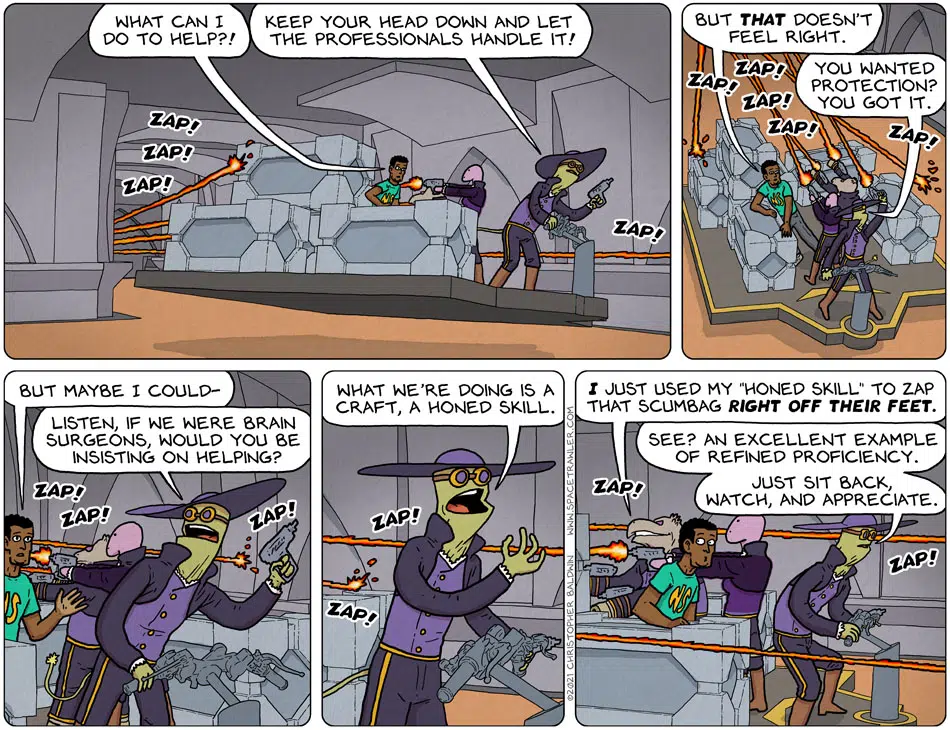 WHAT CAN I
DO TO HELP?!
KEEP YOUR HEAD DOWN AND LET
THE PROFESSIONALS HANDLE IT!
ZAP!
ZAP!
ZAP!
ZAP!
BUT THAT DOESN'T
FEEL RIGHT.
YOU WANTED
PROTECTION?
YOU GOT IT.
ZAP!
ZAP!
ZAP!
ZAP!
ZAP!
BUT MAYBE I COULD–
LISTEN, IF WE WERE BRAIN
SURGEONS, WOULD YOU BE
INSISTING ON HELPING?
ZAP!
ZAP!
ZAP!
NS
WHAT WE'RE DOING IS A
CRAFT, A HONED SKILL.
ZAP!
ZAP!
©2021 CHRISTOPHER BALDWIN WWW.SPACETRAWLER.COM
I JUST USED MY "HONED SKILL" TO ZAP
THAT SCUMBAG RIGHT OFF THEIR FEET.
SEE? AN EXCELLENT EXAMPLE
OF REFINED PROFICIENCY.
JUST SIT BACK,
WATCH, AND APPRECIATE.
ZAP!
ZAP!
NS